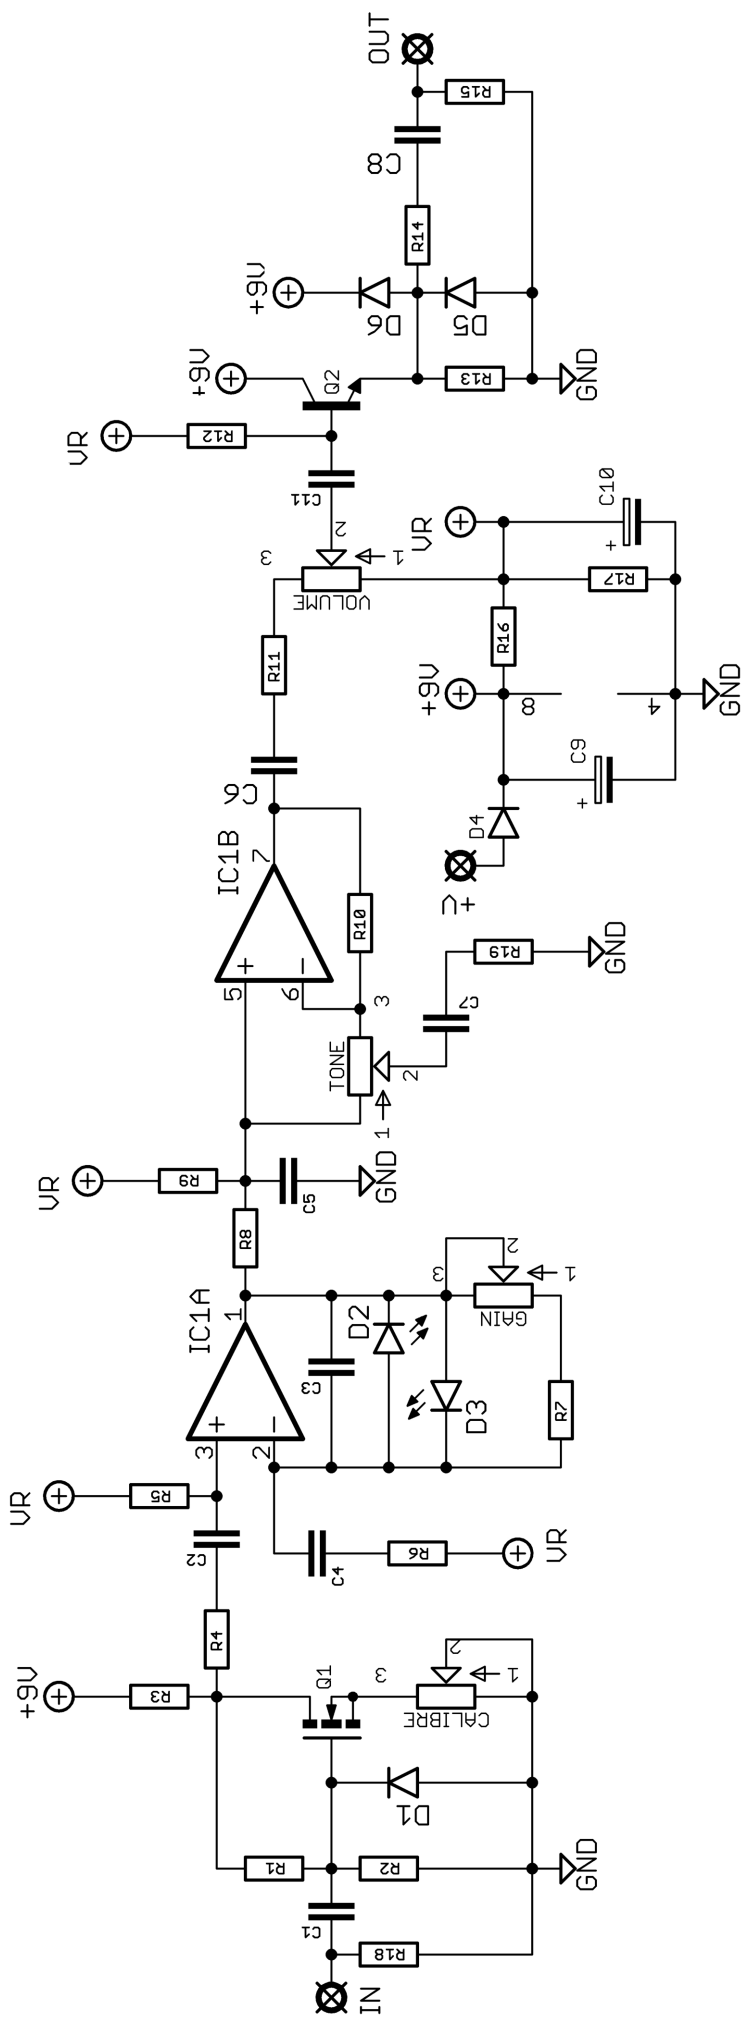 OUT
R15
C8
R14
+9V
D6
D5
+9V
Q2
R13
GND
VR
R12
C11
2
3
1
VOLUME
VR
C10
+
R17
R11
R16
+9V
8
4
GND
C6
C9
+
D4
V+
IC1B
7
+
−
5
6
R10
3
TONE
2
1
C7
R19
GND
VR
R9
C5
GND
R8
IC1A
1
+
−
3
2
C3
D2
D3
3
2
1
GAIN
R7
VR
R5
C2
C4
R6
VR
R4
+9V
R3
Q1
3
2
1
CALIBRE
D1
R1
R2
GND
C1
R18
IN